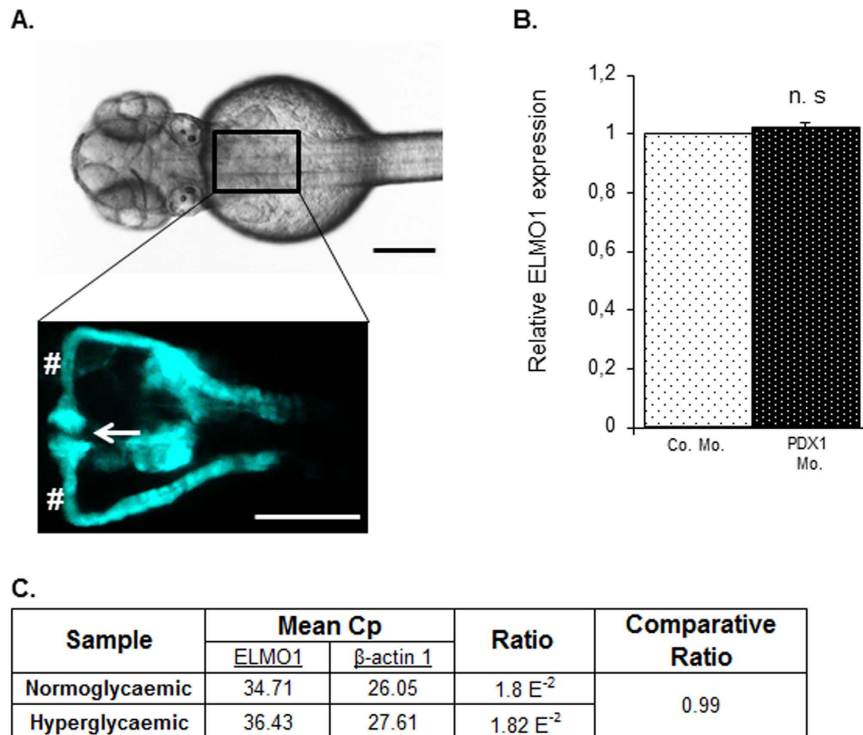 A.
#
#
B.
Relative ELMO1 expression
1,2
1
0,8
0,6
0,4
0,2
0
n. s
Co. Mo.
PDX1
Mo.
C.
Sample
Mean Cp
Ratio
Comparative
Ratio
ELMO1
β-actin 1
Normoglycaemic
34.71
26.05
1.8 E⁻²
0.99
Hyperglycaemic
36.43
27.61
1.82 E⁻²